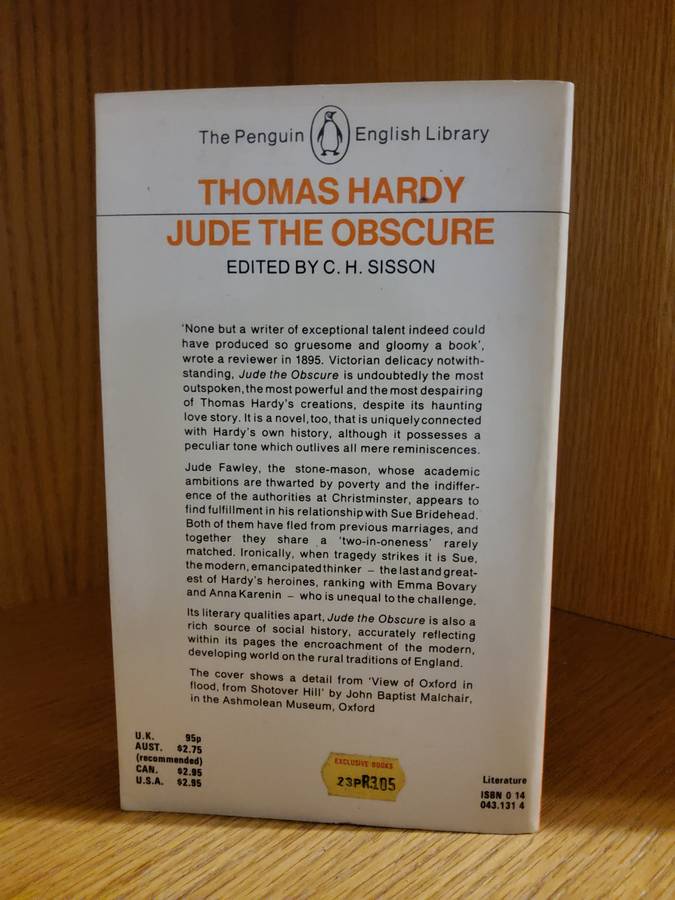 The Penguin English Library
THOMAS HARDY
JUDE THE OBSCURE
EDITED BY C. H. SISSON
'None but a writer of exceptional talent indeed could
have produced so gruesome and gloomy a book',
wrote a reviewer in 1895. Victorian delicacy notwith-
standing, Jude the Obscure is undoubtedly the most
outspoken, the most powerful and the most despairing
of Thomas Hardy's creations, despite its haunting
love story. It is a novel, too, that is uniquely connected
with Hardy's own history, although it possesses a
peculiar tone which outlives all mere reminiscences.
Jude Fawley, the stone-mason, whose academic
ambitions are thwarted by poverty and the indiffer-
ence of the authorities at Christminster, appears to
find fulfillment in his relationship with Sue Bridehead.
Both of them have fled from previous marriages, and
together they share a 'two-in-oneness' rarely
matched. Ironically, when tragedy strikes it is Sue,
the modern, emancipated thinker – the last and great-
est of Hardy's heroines, ranking with Emma Bovary
and Anna Karenin – who is unequal to the challenge.
Its literary qualities apart, Jude the Obscure is also a
rich source of social history, accurately reflecting
within its pages the encroachment of the modern,
developing world on the rural traditions of England.
The cover shows a detail from 'View of Oxford in
flood, from Shotover Hill' by John Baptist Malchair,
in the Ashmolean Museum, Oxford
U.K. 95p
AUST. $2.75
(recommended)
CAN. $2.95
U.S.A. $2.95
EXCLUSIVE BOOKS
23PR3.05
Literature
ISBN 0 14
043.131 4